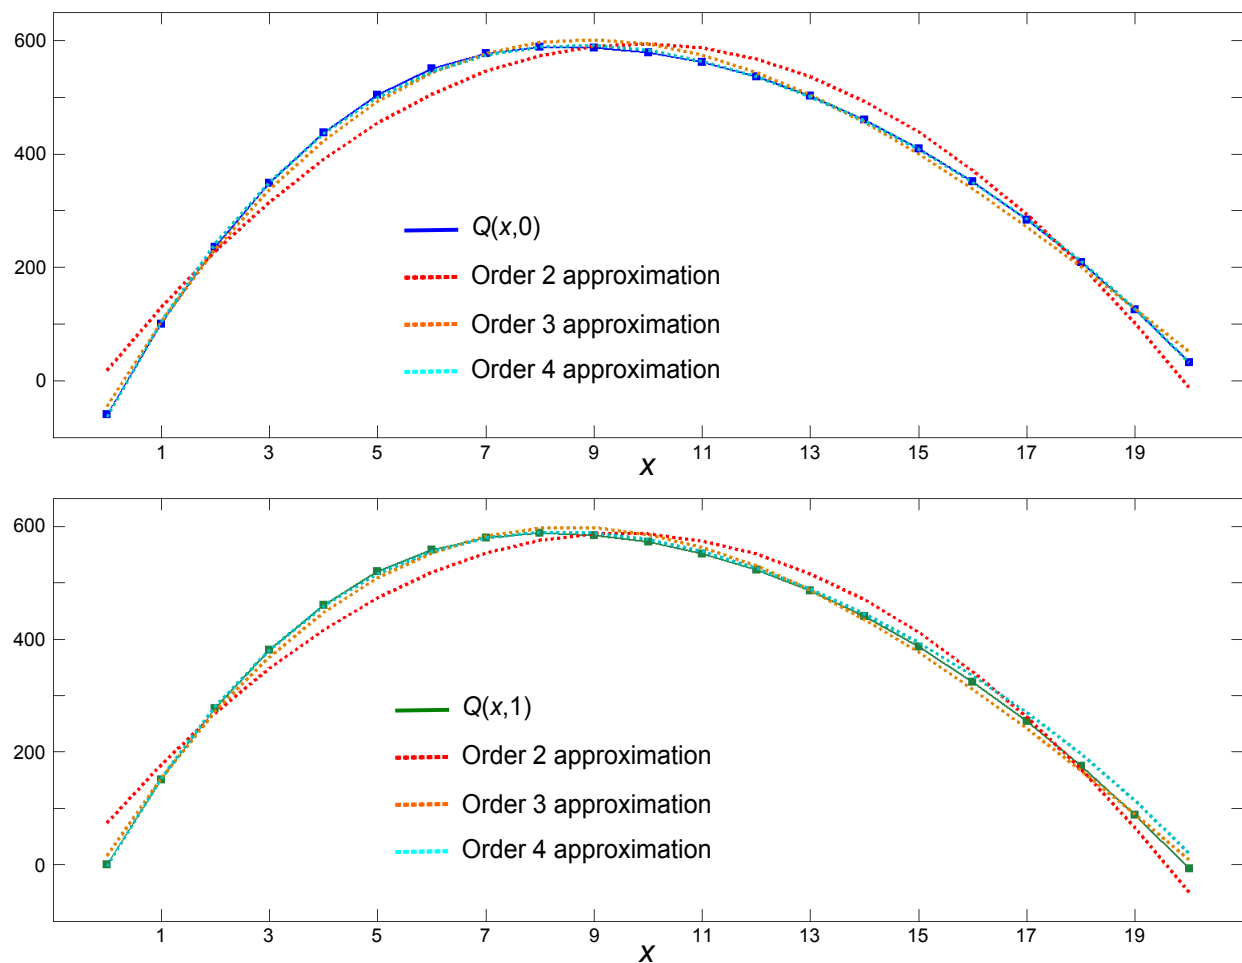 600
400
200
0
Q(x,0)
Order 2 approximation
Order 3 approximation
Order 4 approximation
1 3 5 7 9 11 13 15 17 19
x
600
400
200
0
Q(x,1)
Order 2 approximation
Order 3 approximation
Order 4 approximation
1 3 5 7 9 11 13 15 17 19
x